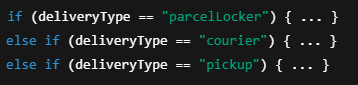 if (deliveryType == "parcelLocker") { ... }
else if (deliveryType == "courier") { ... }
else if (deliveryType == "pickup") { ... }